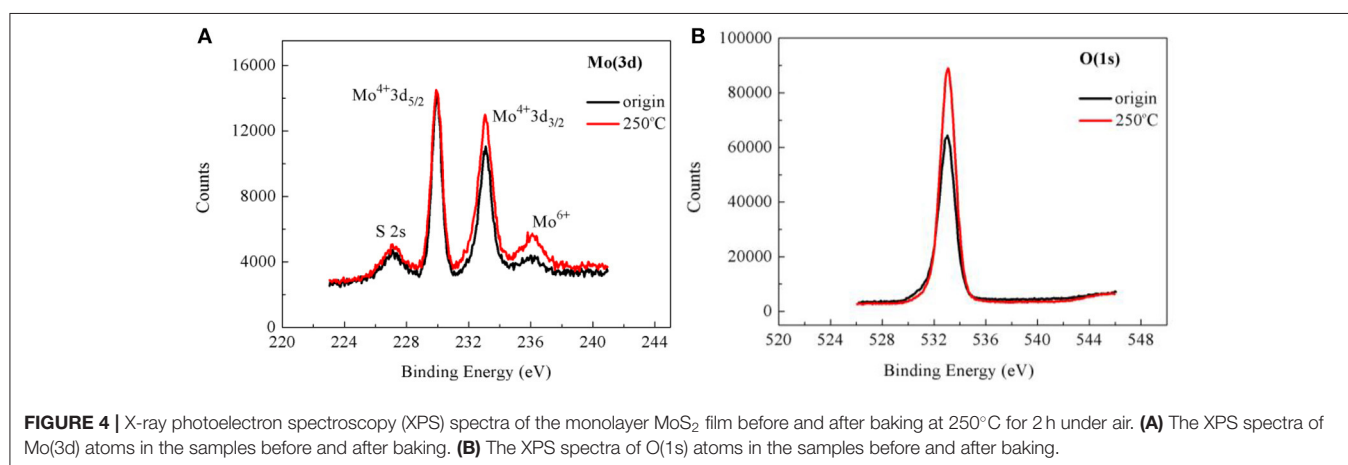 A
Mo(3d)
origin
250°C
Mo4+3d5/2
Mo4+3d3/2
S 2s
Mo6+
Counts
16000
12000
8000
4000
0
220 224 228 232 236 240 244
Binding Energy (eV)
B
O(1s)
origin
250°C
Counts
100000
80000
60000
40000
20000
0
520 524 528 532 536 540 544 548
Binding Energy (eV)
FIGURE 4 | X-ray photoelectron spectroscopy (XPS) spectra of the monolayer MoS2 film before and after baking at 250°C for 2 h under air. (A) The XPS spectra of
Mo(3d) atoms in the samples before and after baking. (B) The XPS spectra of O(1s) atoms in the samples before and after baking.